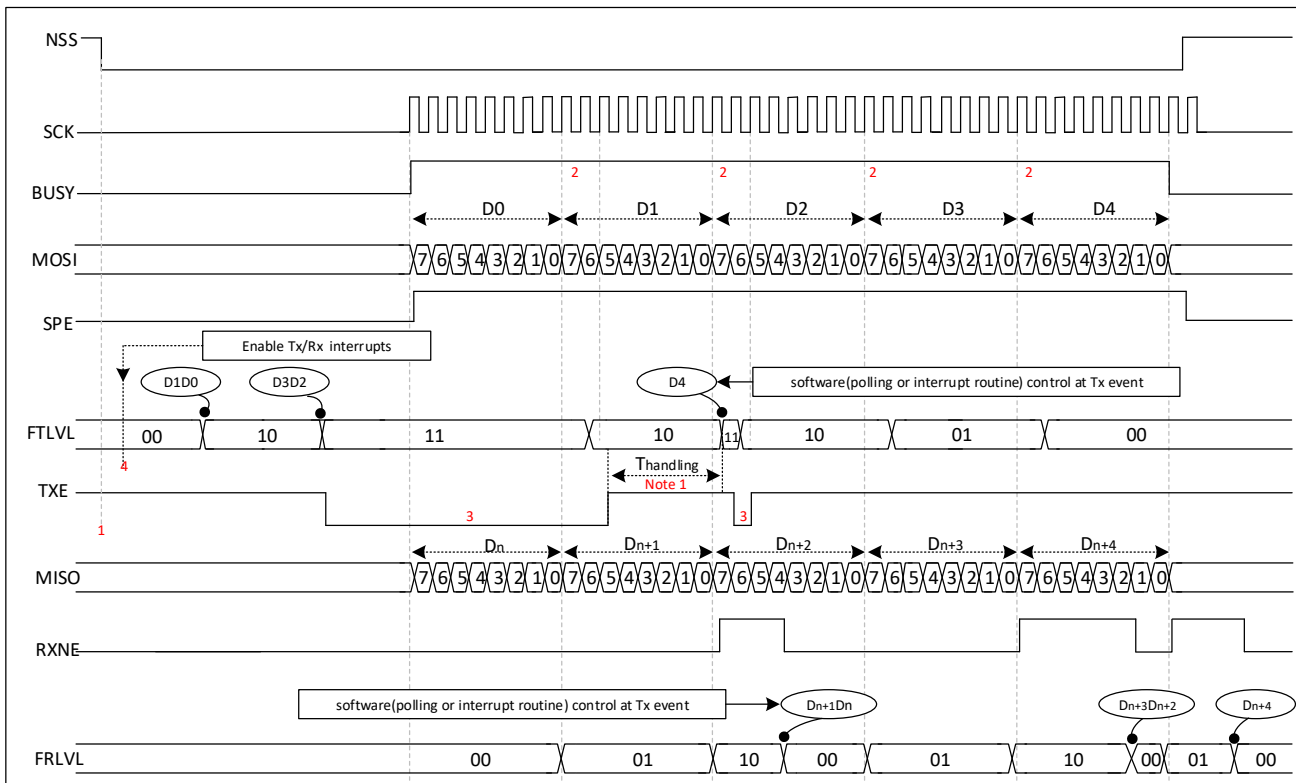 NSS
SCK
BUSY
2 2 2 2
D0 D1 D2 D3 D4
MOSI
7 6 5 4 3 2 1 0 7 6 5 4 3 2 1 0 7 6 5 4 3 2 1 0 7 6 5 4 3 2 1 0 7 6 5 4 3 2 1 0
SPE
Enable Tx/Rx interrupts
D1D0 D3D2 D4 software(polling or interrupt routine) control at Tx event
FTLVL 00 10 11 10 11 10 01 00
4
Thandling
Note 1
TXE
3 3
1
Dn Dn+1 Dn+2 Dn+3 Dn+4
MISO
7 6 5 4 3 2 1 0 7 6 5 4 3 2 1 0 7 6 5 4 3 2 1 0 7 6 5 4 3 2 1 0 7 6 5 4 3 2 1 0
RXNE
software(polling or interrupt routine) control at Tx event Dn+1Dn Dn+3Dn+2 Dn+4
FRLVL 00 01 10 00 01 10 00 01 00